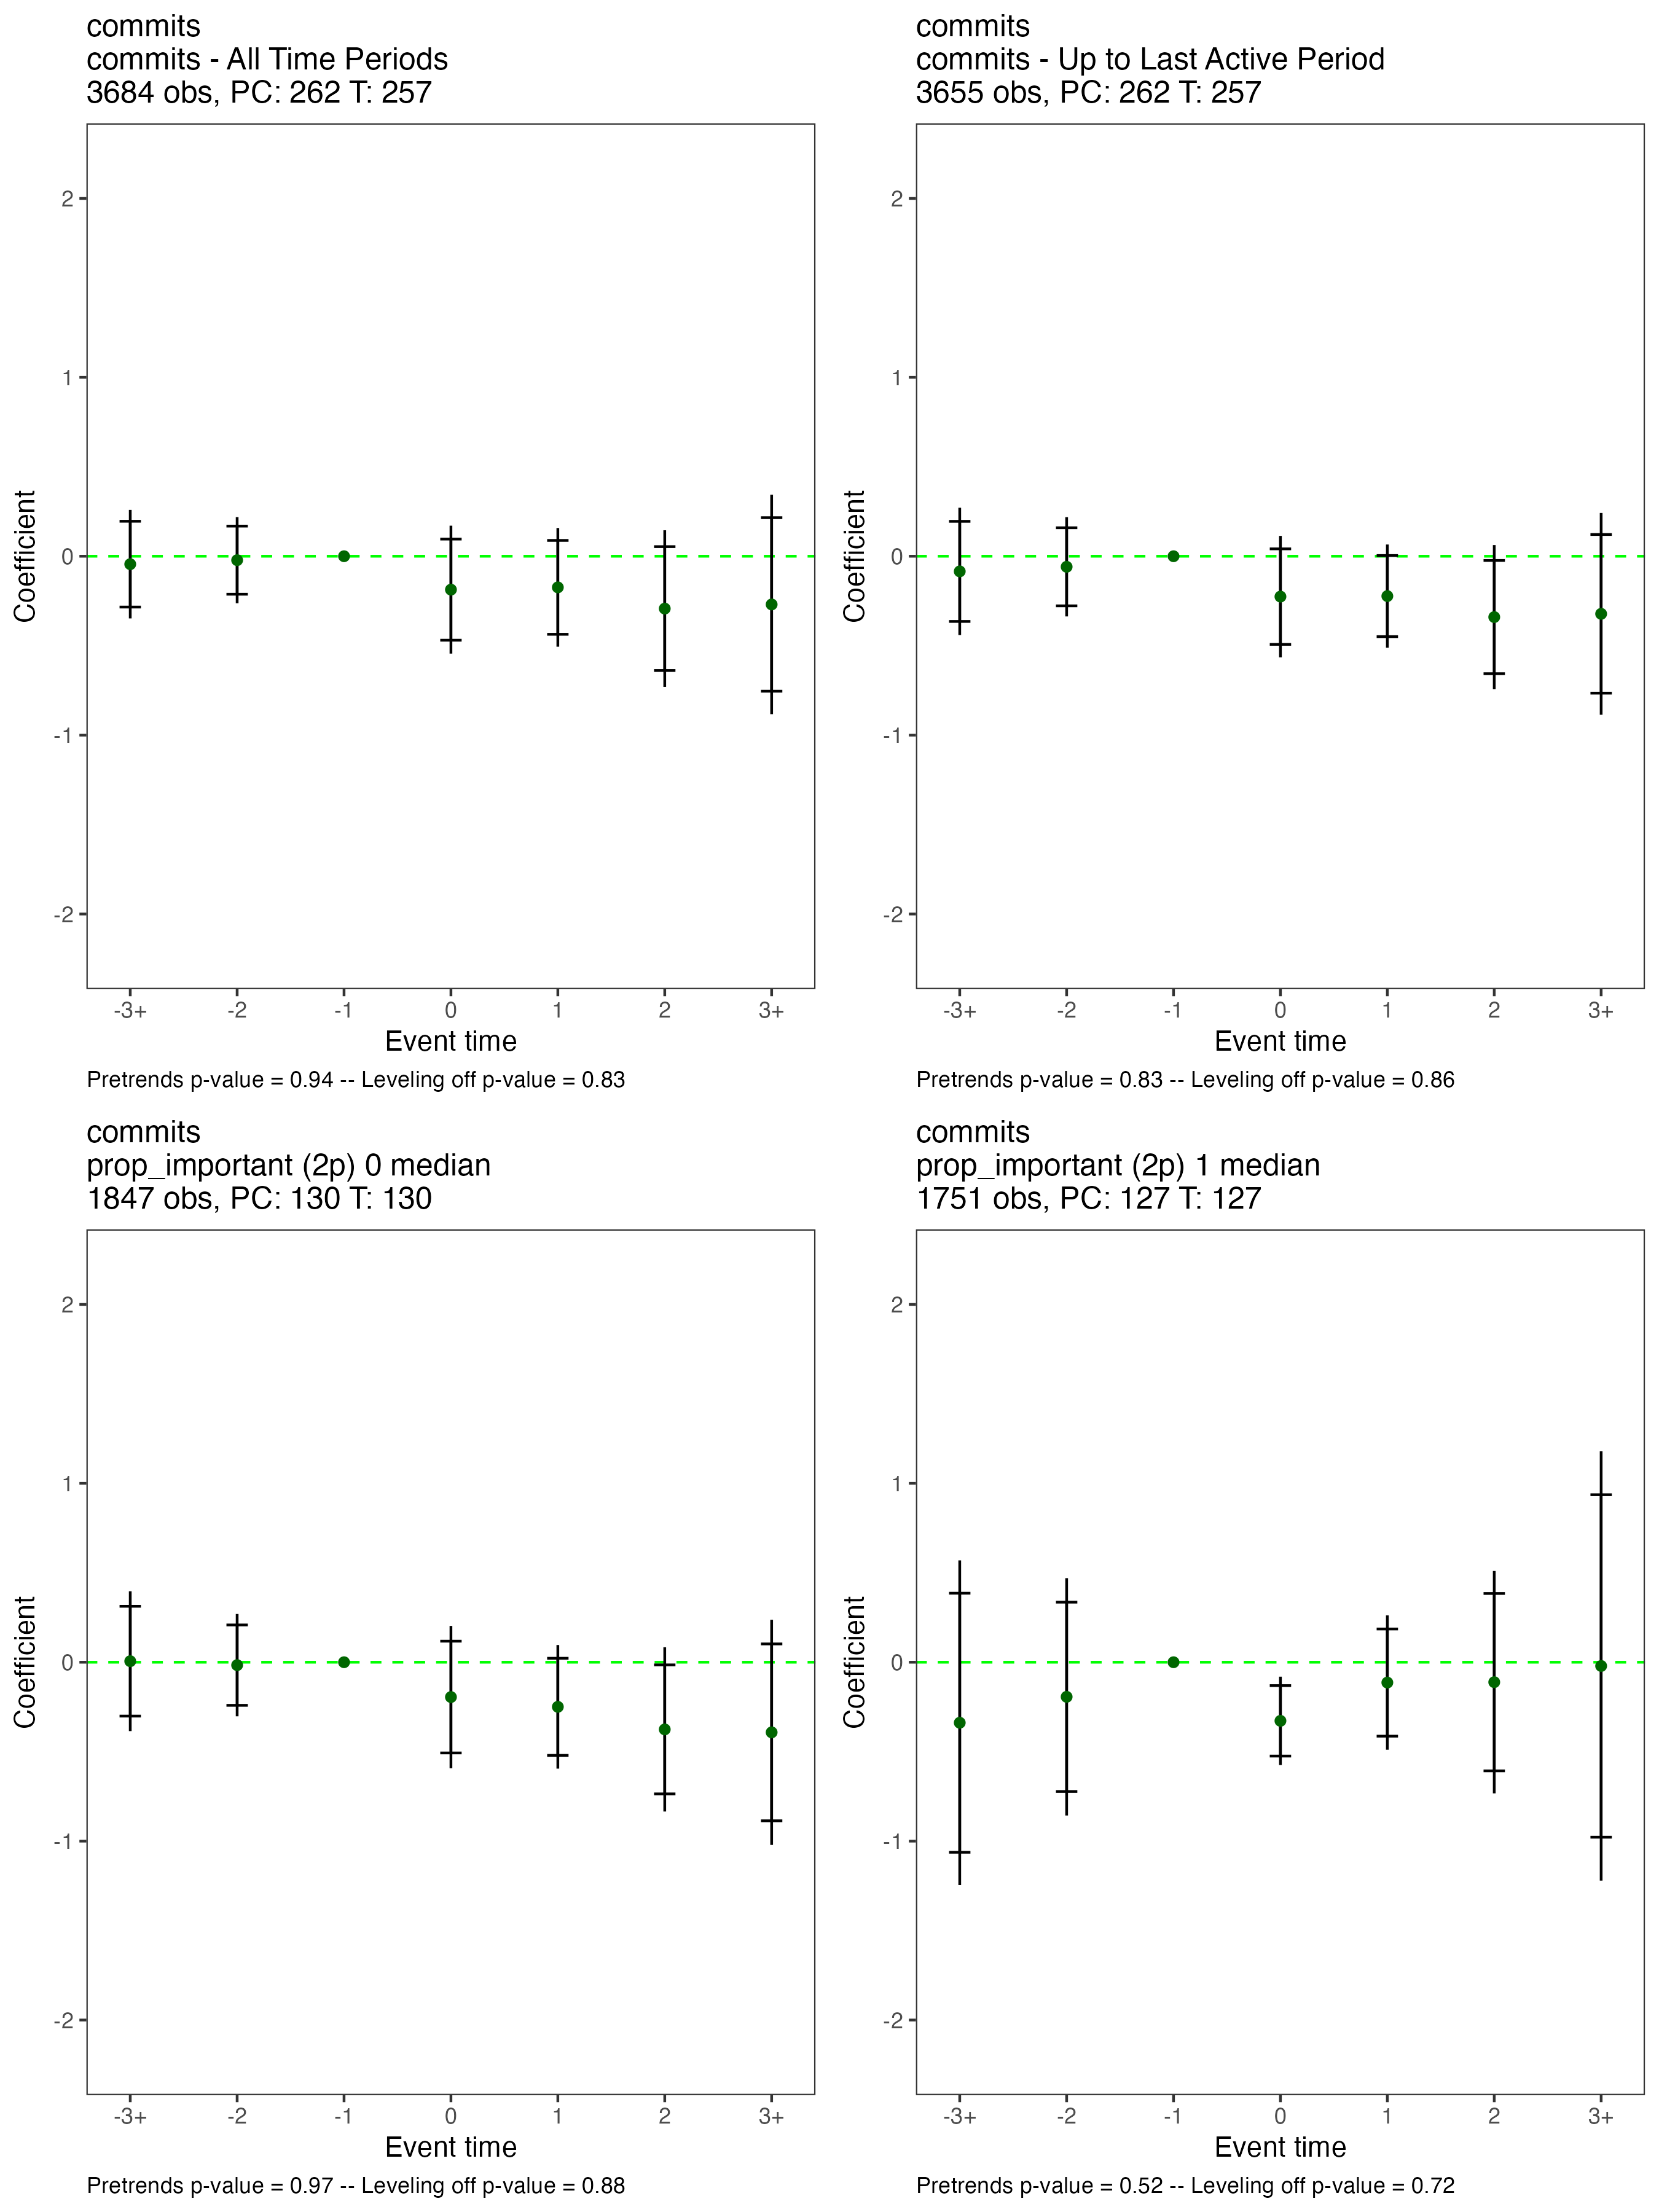 commits
commits - All Time Periods
3684 obs, PC: 262 T: 257
Coefficient
2
1
0
-1
-2
-3+ -2 -1 0 1 2 3+
Event time
Pretrends p-value = 0.94 -- Leveling off p-value = 0.83
commits
commits - Up to Last Active Period
3655 obs, PC: 262 T: 257
Coefficient
2
1
0
-1
-2
-3+ -2 -1 0 1 2 3+
Event time
Pretrends p-value = 0.83 -- Leveling off p-value = 0.86
commits
prop_important (2p) 0 median
1847 obs, PC: 130 T: 130
Coefficient
2
1
0
-1
-2
-3+ -2 -1 0 1 2 3+
Event time
Pretrends p-value = 0.97 -- Leveling off p-value = 0.88
commits
prop_important (2p) 1 median
1751 obs, PC: 127 T: 127
Coefficient
2
1
0
-1
-2
-3+ -2 -1 0 1 2 3+
Event time
Pretrends p-value = 0.52 -- Leveling off p-value = 0.72